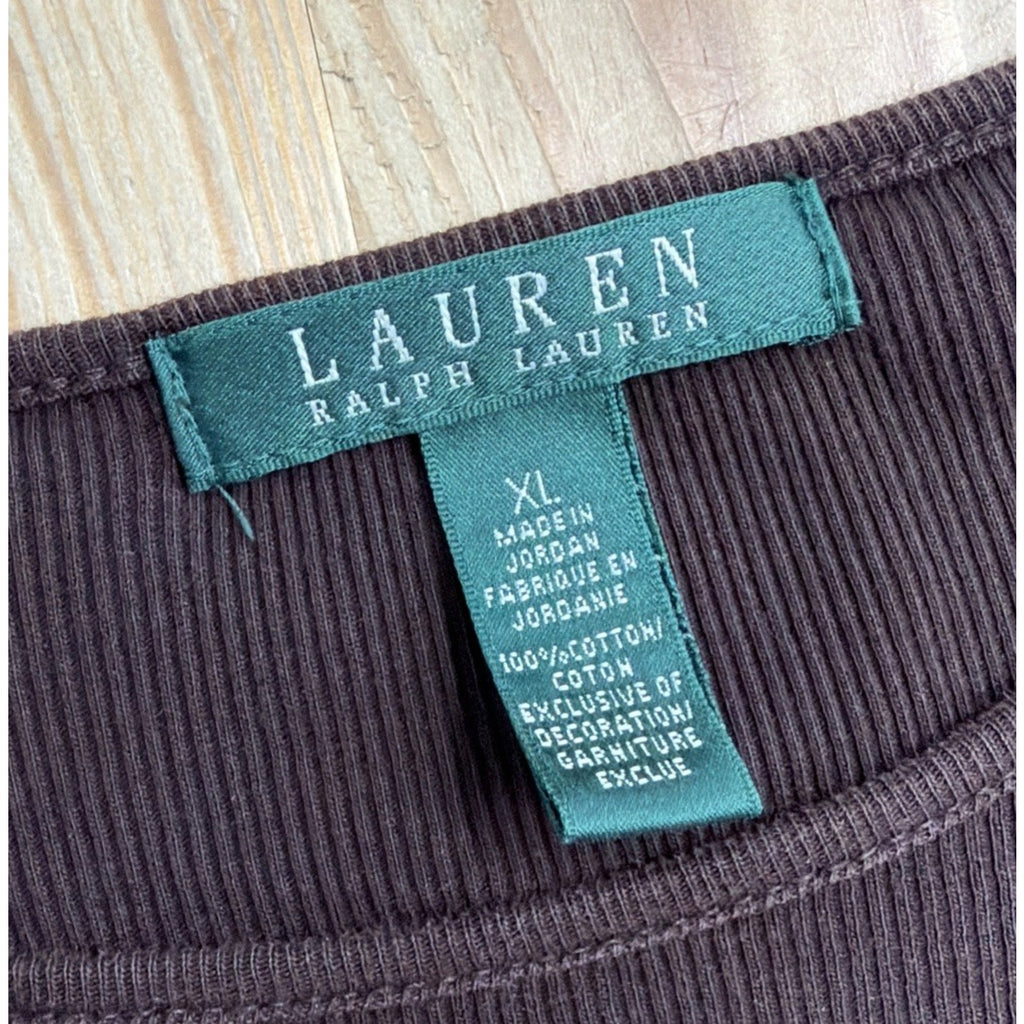 LAUREN
RALPH LAUREN
XL
MADE IN
JORDAN
FABRIQUE EN
JORDANIE
100%COTTON/
COTON
EXCLUSIVE OF
DECORATION/
GARNITURE
EXCLUE